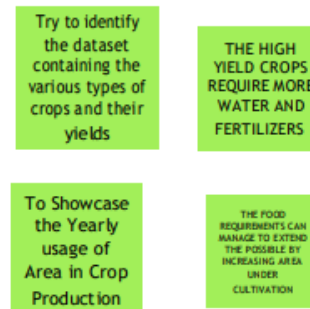 Try to identify
the dataset
containing the
various types of
crops and their
yields
THE HIGH
YIELD CROPS
REQUIRE MORE
WATER AND
FERTILIZERS
To Showcase
the Yearly
usage of
Area in Crop
Production
THE FOOD
REQUIREMENTS CAN
MANAGE TO EXTEND
THE POSSIBLE BY
INCREASING AREA
UNDER
CULTIVATION